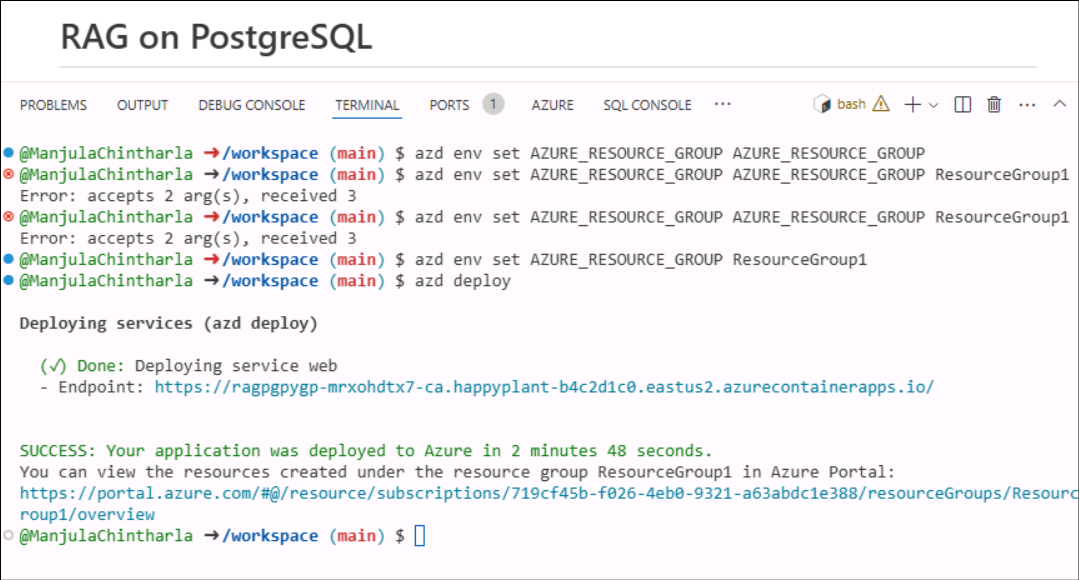 RAG on PostgreSQL
PROBLEMS OUTPUT DEBUG CONSOLE TERMINAL PORTS 1 AZURE SQL CONSOLE ··· bash
@ManjulaChintharla ➜ /workspace (main) $ azd env set AZURE_RESOURCE_GROUP AZURE_RESOURCE_GROUP
@ManjulaChintharla ➜ /workspace (main) $ azd env set AZURE_RESOURCE_GROUP AZURE_RESOURCE_GROUP ResourceGroup1
Error: accepts 2 arg(s), received 3
@ManjulaChintharla ➜ /workspace (main) $ azd env set AZURE_RESOURCE_GROUP AZURE_RESOURCE_GROUP ResourceGroup1
Error: accepts 2 arg(s), received 3
@ManjulaChintharla ➜ /workspace (main) $ azd env set AZURE_RESOURCE_GROUP ResourceGroup1
@ManjulaChintharla ➜ /workspace (main) $ azd deploy
Deploying services (azd deploy)
(✓) Done: Deploying service web
- Endpoint: https://ragpgpygp-mrxohdtx7-ca.happyplant-b4c2d1c0.eastus2.azurecontainerapps.io/
SUCCESS: Your application was deployed to Azure in 2 minutes 48 seconds.
You can view the resources created under the resource group ResourceGroup1 in Azure Portal:
https://portal.azure.com/#@/resource/subscriptions/719cf45b-f026-4eb0-9321-a63abdc1e388/resourceGroups/Resourc
roup1/overview
@ManjulaChintharla ➜ /workspace (main) $